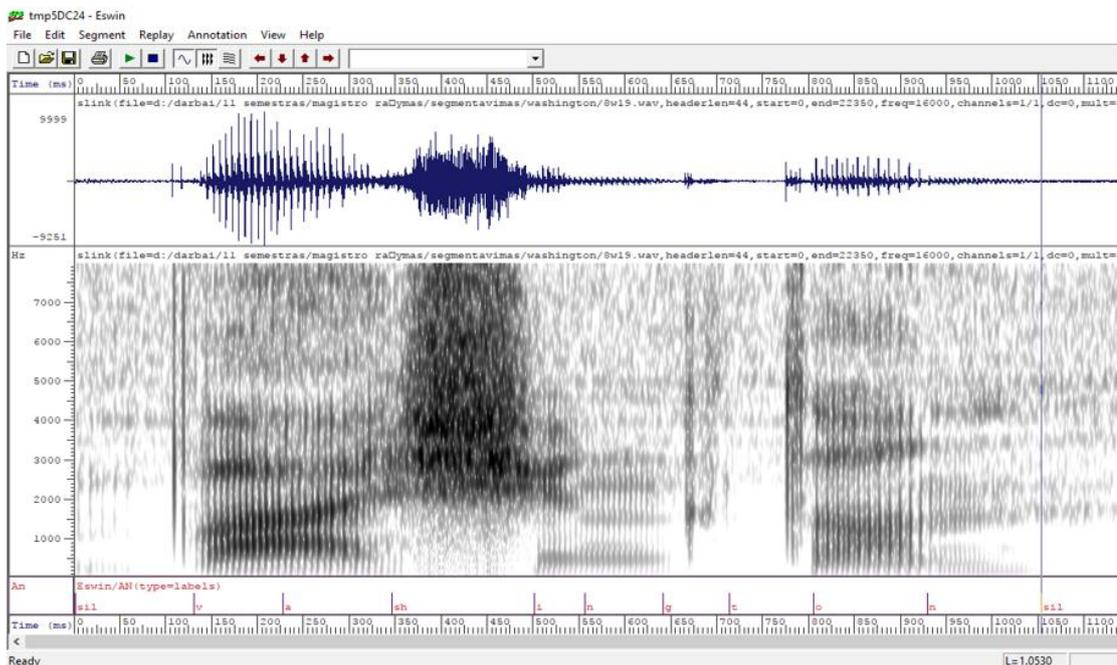 tmp5DC24 - Eswin
File Edit Segment Replay Annotation View Help
Time (ms) 0 50 100 150 200 250 300 350 400 450 500 550 600 650 700 750 800 850 900 950 1000 1050 1100
slink(file=d:/darbai/11 semestras/magistro ra□ymas/segmentavimas/washington/8w19.wav,headerlen=44,start=0,end=22350,freq=16000,channels=1/1,dc=0,mult=
9999
-9251
Hz slink(file=d:/darbai/11 semestras/magistro ra□ymas/segmentavimas/washington/8w19.wav,headerlen=44,start=0,end=22350,freq=16000,channels=1/1,dc=0,mult=
7000
6000
5000
4000
3000
2000
1000
An Eswin/AN(type=labels)
sil v a sh i n g t o n sil
Time (ms) 0 50 100 150 200 250 300 350 400 450 500 550 600 650 700 750 800 850 900 950 1000 1050 1100
Ready L=1.0530